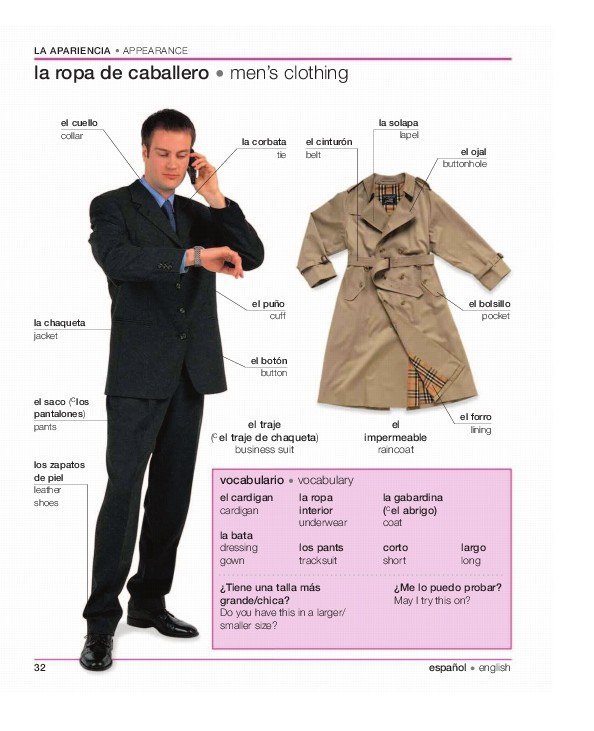 LA APARIENCIA • APPEARANCE
la ropa de caballero • men's clothing
el cuello
collar
la corbata
tie
el cinturón
belt
la solapa
lapel
el ojal
buttonhole
el puño
cuff
el bolsillo
pocket
la chaqueta
jacket
el botón
button
el saco (ᶜlos
pantalones)
pants
el traje
(ᶜel traje de chaqueta)
business suit
el
impermeable
raincoat
el forro
lining
los zapatos
de piel
leather
shoes
vocabulario • vocabulary
el cardigan
cardigan
la bata
dressing
gown
la ropa
interior
underwear
los pants
tracksuit
la gabardina
(ᶜel abrigo)
coat
corto
short
largo
long
¿Tiene una talla más
grande/chica?
Do you have this in a larger/
smaller size?
¿Me lo puedo probar?
May I try this on?
32
español • english